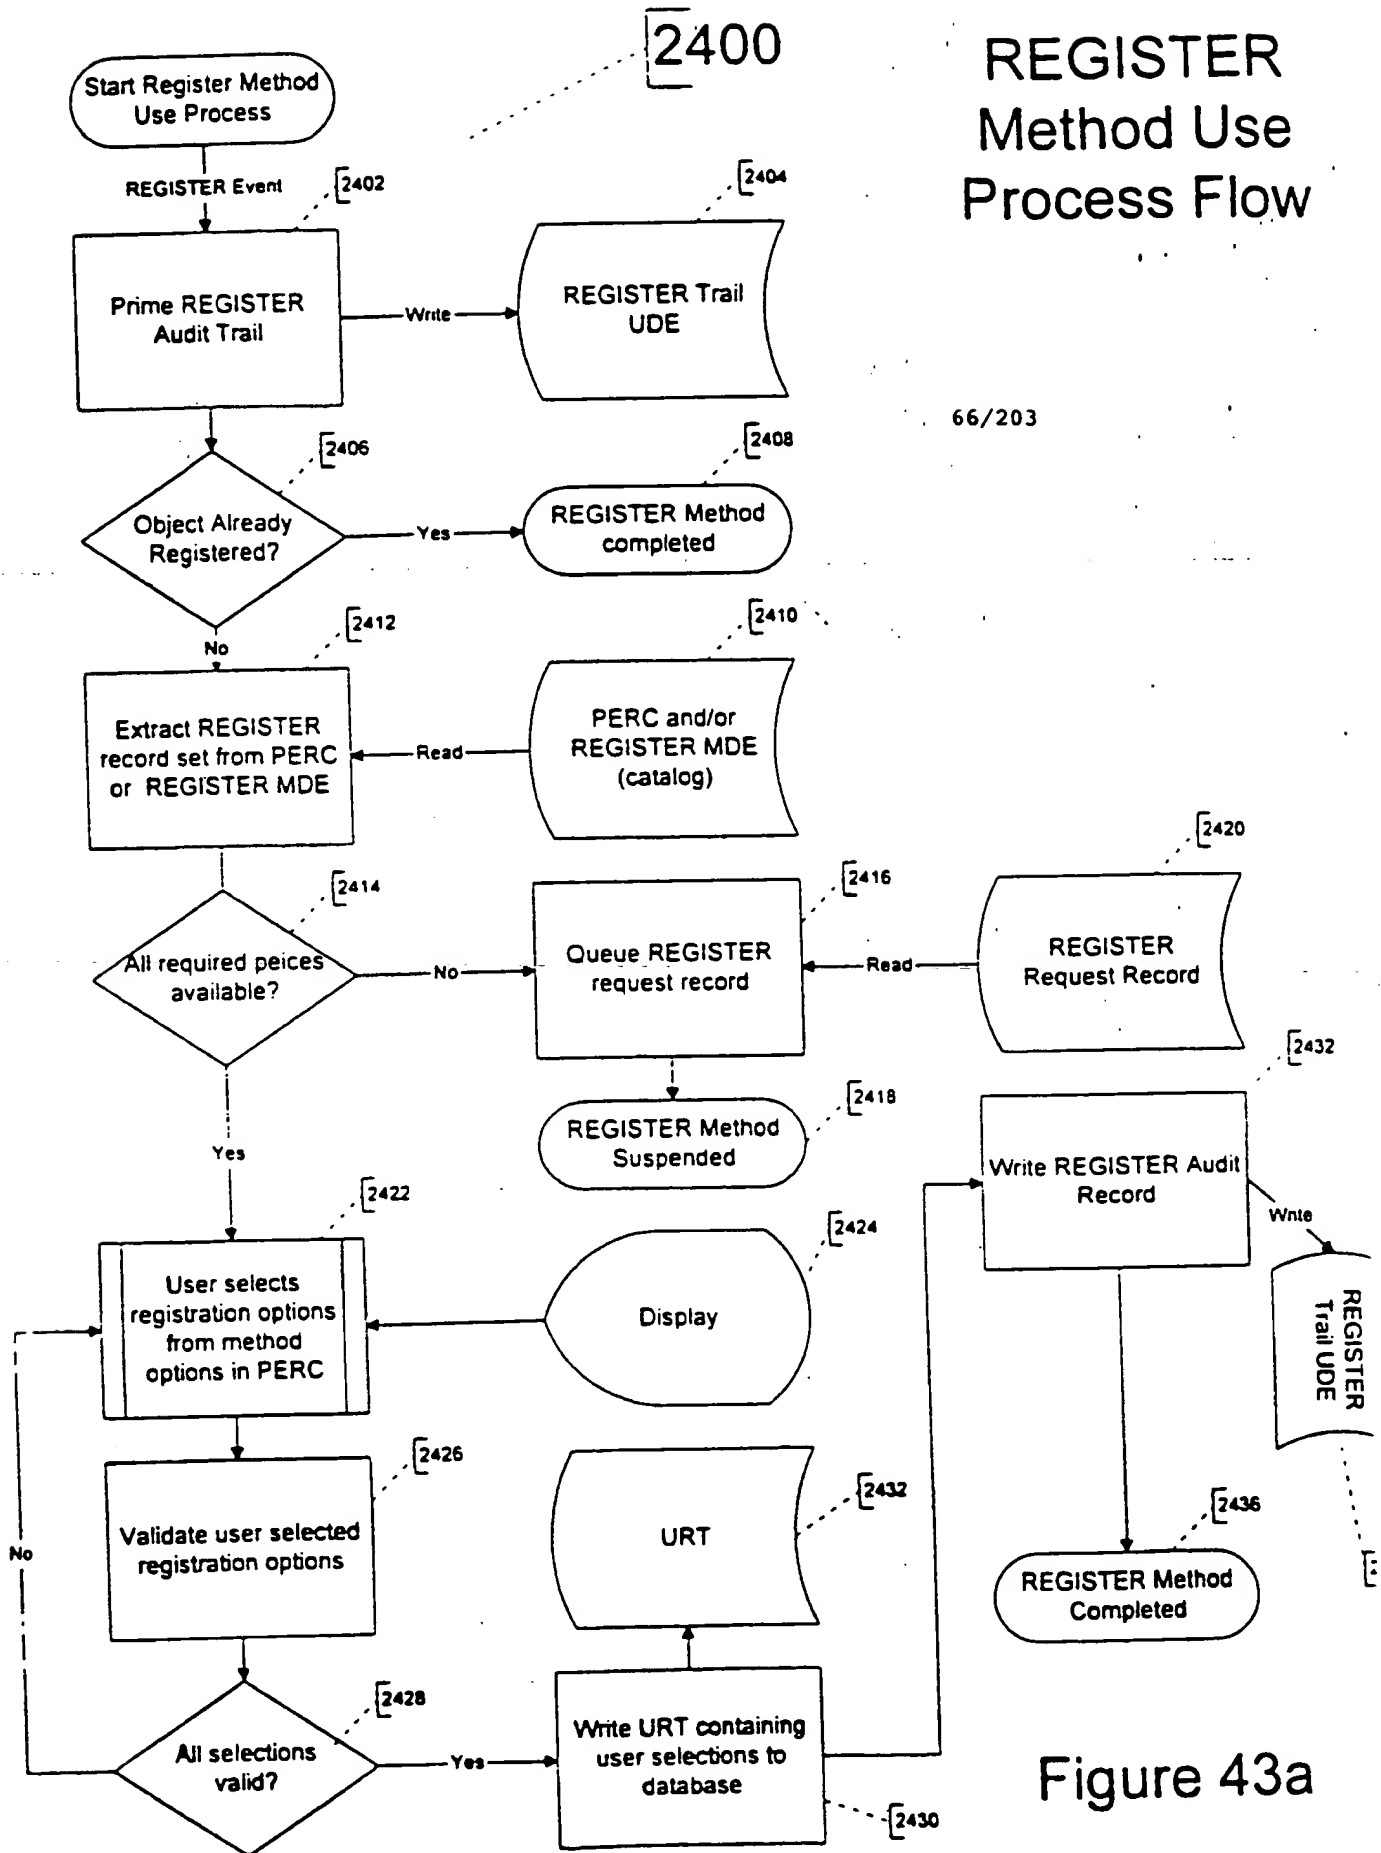 2400
REGISTER
Method Use
Process Flow
Start Register Method
Use Process
REGISTER Event
2402
2404
Prime REGISTER
Audit Trail
Write
REGISTER Trail
UDE
66/203
2406
2408
Object Already
Registered?
Yes
REGISTER Method
completed
No
2412
2410
Extract REGISTER
record set from PERC
or REGISTER MDE
Read
PERC and/or
REGISTER MDE
(catalog)
2414
2416
2420
All required peices
available?
No
Queue REGISTER
request record
Read
REGISTER
Request Record
Yes
2418
REGISTER Method
Suspended
2432
Write REGISTER Audit
Record
Write
REGISTER
Trail UDE
2422
2424
User selects
registration options
from method
options in PERC
Display
2426
2432
Validate user selected
registration options
URT
2436
REGISTER Method
Completed
No
2428
All selections
valid?
Yes
Write URT containing
user selections to
database
2430
Figure 43a